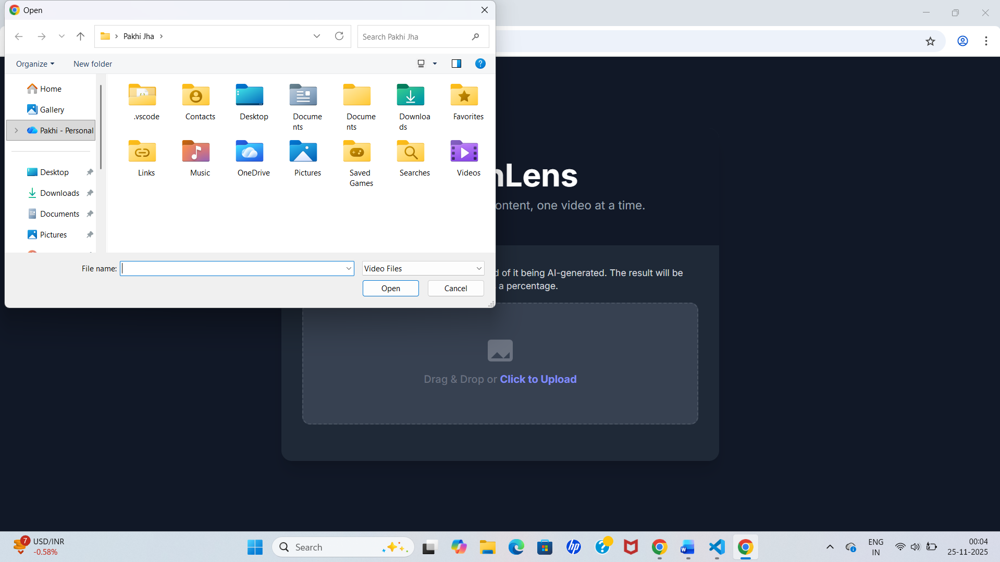 Open
Pakhi Jha
Search Pakhi Jha
Organize
New folder
Home
Gallery
Pakhi - Personal
Desktop
Downloads
Documents
Pictures
.vscode
Contacts
Desktop
Docume
nts
Docume
nts
Downloa
ds
Favorites
Links
Music
OneDrive
Pictures
Saved
Games
Searches
Videos
File name:
Video Files
Open
Cancel
Lens
ontent, one video at a time.
of it being AI-generated. The result will be
a percentage.
Drag & Drop or Click to Upload
7
USD/INR
-0.58%
Search
hp
W
ENG
IN
00:04
25-11-2025